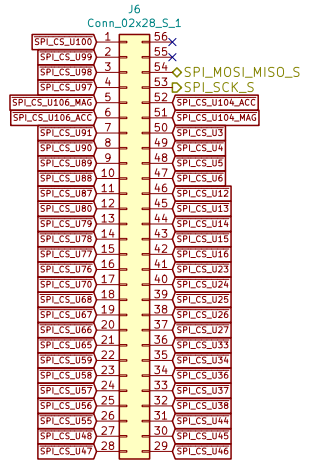 J6
Conn_02x28_S_1
SPI_CS_U100 1 56
SPI_CS_U99 2 55
SPI_CS_U98 3 54 SPI_MOSI_MISO_S
SPI_CS_U97 4 53 SPI_SCK_S
SPI_CS_U106_MAG 5 52 SPI_CS_U104_ACC
SPI_CS_U106_ACC 6 51 SPI_CS_U104_MAG
SPI_CS_U91 7 50 SPI_CS_U3
SPI_CS_U90 8 49 SPI_CS_U4
SPI_CS_U89 9 48 SPI_CS_U5
SPI_CS_U88 10 47 SPI_CS_U6
SPI_CS_U87 11 46 SPI_CS_U12
SPI_CS_U80 12 45 SPI_CS_U13
SPI_CS_U79 13 44 SPI_CS_U14
SPI_CS_U78 14 43 SPI_CS_U15
SPI_CS_U77 15 42 SPI_CS_U16
SPI_CS_U76 16 41 SPI_CS_U23
SPI_CS_U70 17 40 SPI_CS_U24
SPI_CS_U68 18 39 SPI_CS_U25
SPI_CS_U67 19 38 SPI_CS_U26
SPI_CS_U66 20 37 SPI_CS_U27
SPI_CS_U65 21 36 SPI_CS_U33
SPI_CS_U59 22 35 SPI_CS_U34
SPI_CS_U58 23 34 SPI_CS_U36
SPI_CS_U57 24 33 SPI_CS_U37
SPI_CS_U56 25 32 SPI_CS_U38
SPI_CS_U55 26 31 SPI_CS_U44
SPI_CS_U48 27 30 SPI_CS_U45
SPI_CS_U47 28 29 SPI_CS_U46